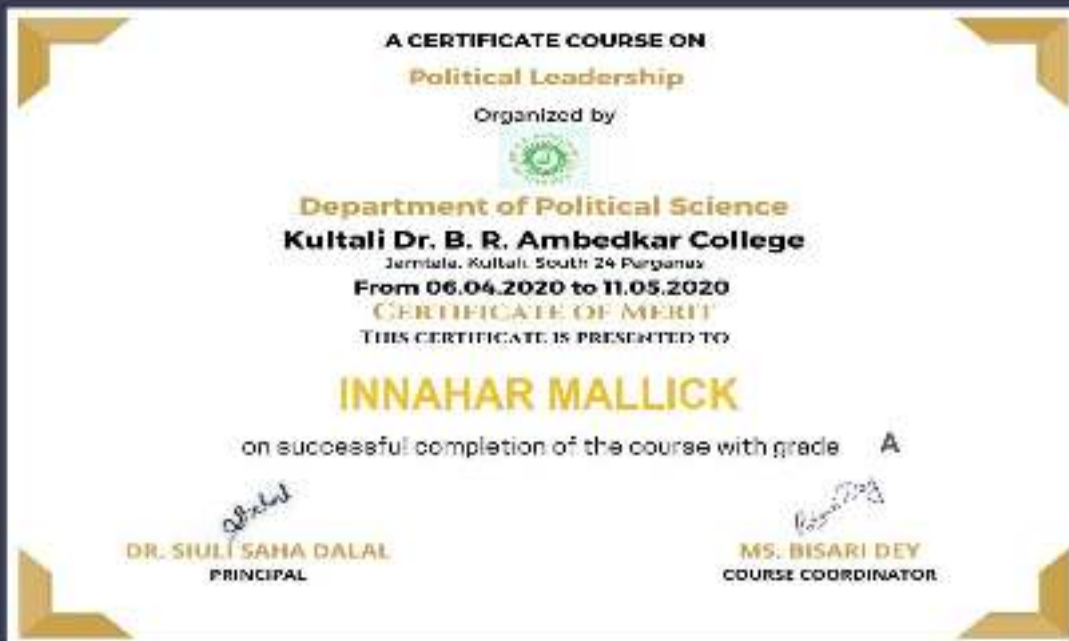 A CERTIFICATE COURSE ON
Political Leadership
Organized by
Department of Political Science
Kultali Dr. B. R. Ambedkar College
Jamtala, Kultali, South 24 Parganas
From 06.04.2020 to 11.05.2020
CERTIFICATE OF MERIT
THIS CERTIFICATE IS PRESENTED TO
INNAHAR MALLICK
on successful completion of the course with grade A
DR. SIULI SAHA DALAL
PRINCIPAL
MS. BISARI DEY
COURSE COORDINATOR